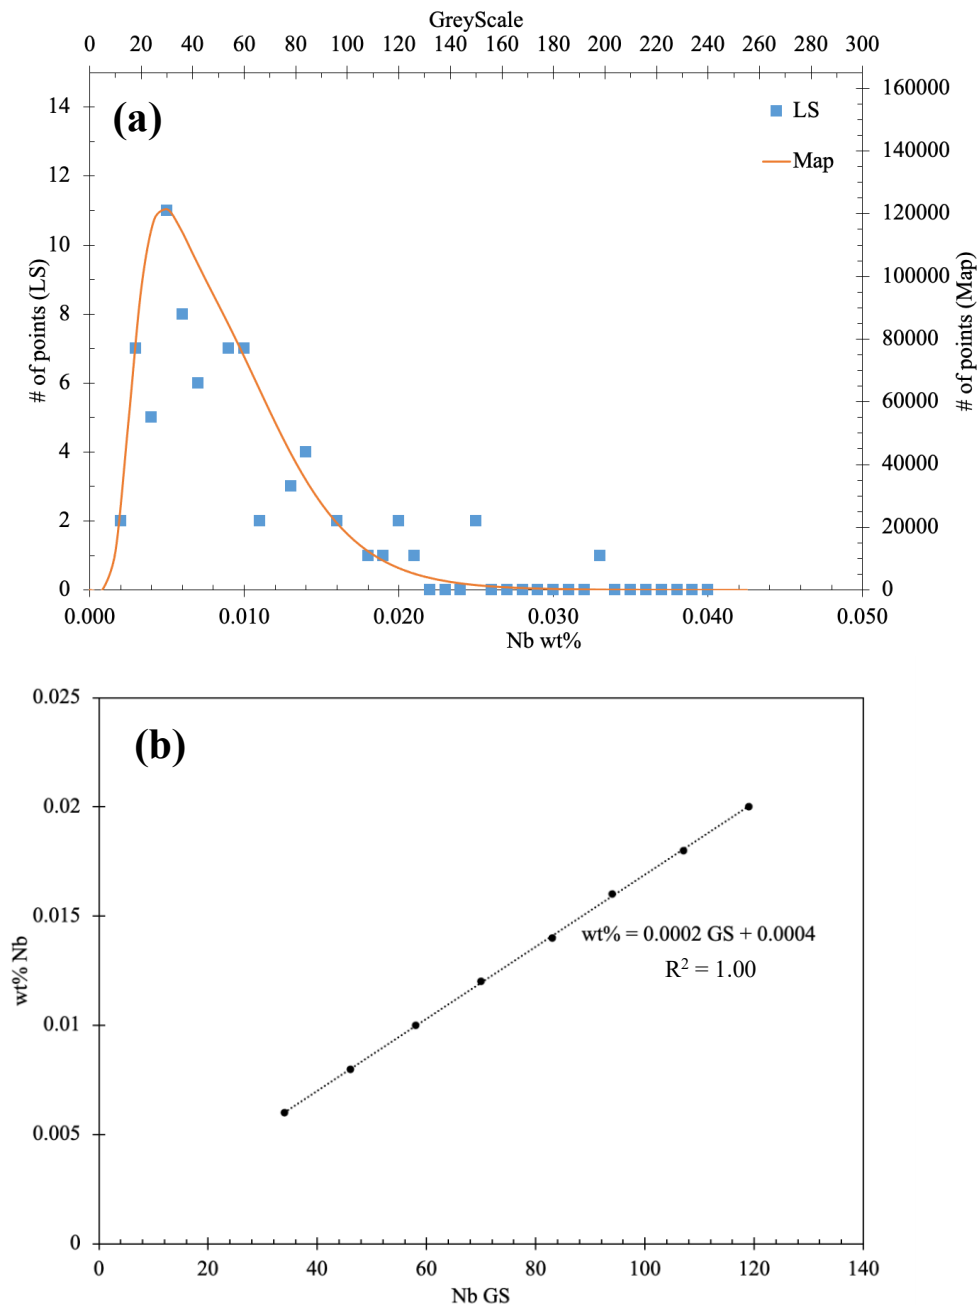 GreyScale
0 20 40 60 80 100 120 140 160 180 200 220 240 260 280 300
(a)
LS
Map
14
12
10
8
6
4
2
0
# of points (LS)
160000
140000
120000
100000
80000
60000
40000
20000
0
# of points (Map)
0.000 0.010 0.020 0.030 0.040 0.050
Nb wt%
(b)
0.025
0.02
0.015
0.01
0.005
0
wt% Nb
wt% = 0.0002 GS + 0.0004
R² = 1.00
0 20 40 60 80 100 120 140
Nb GS